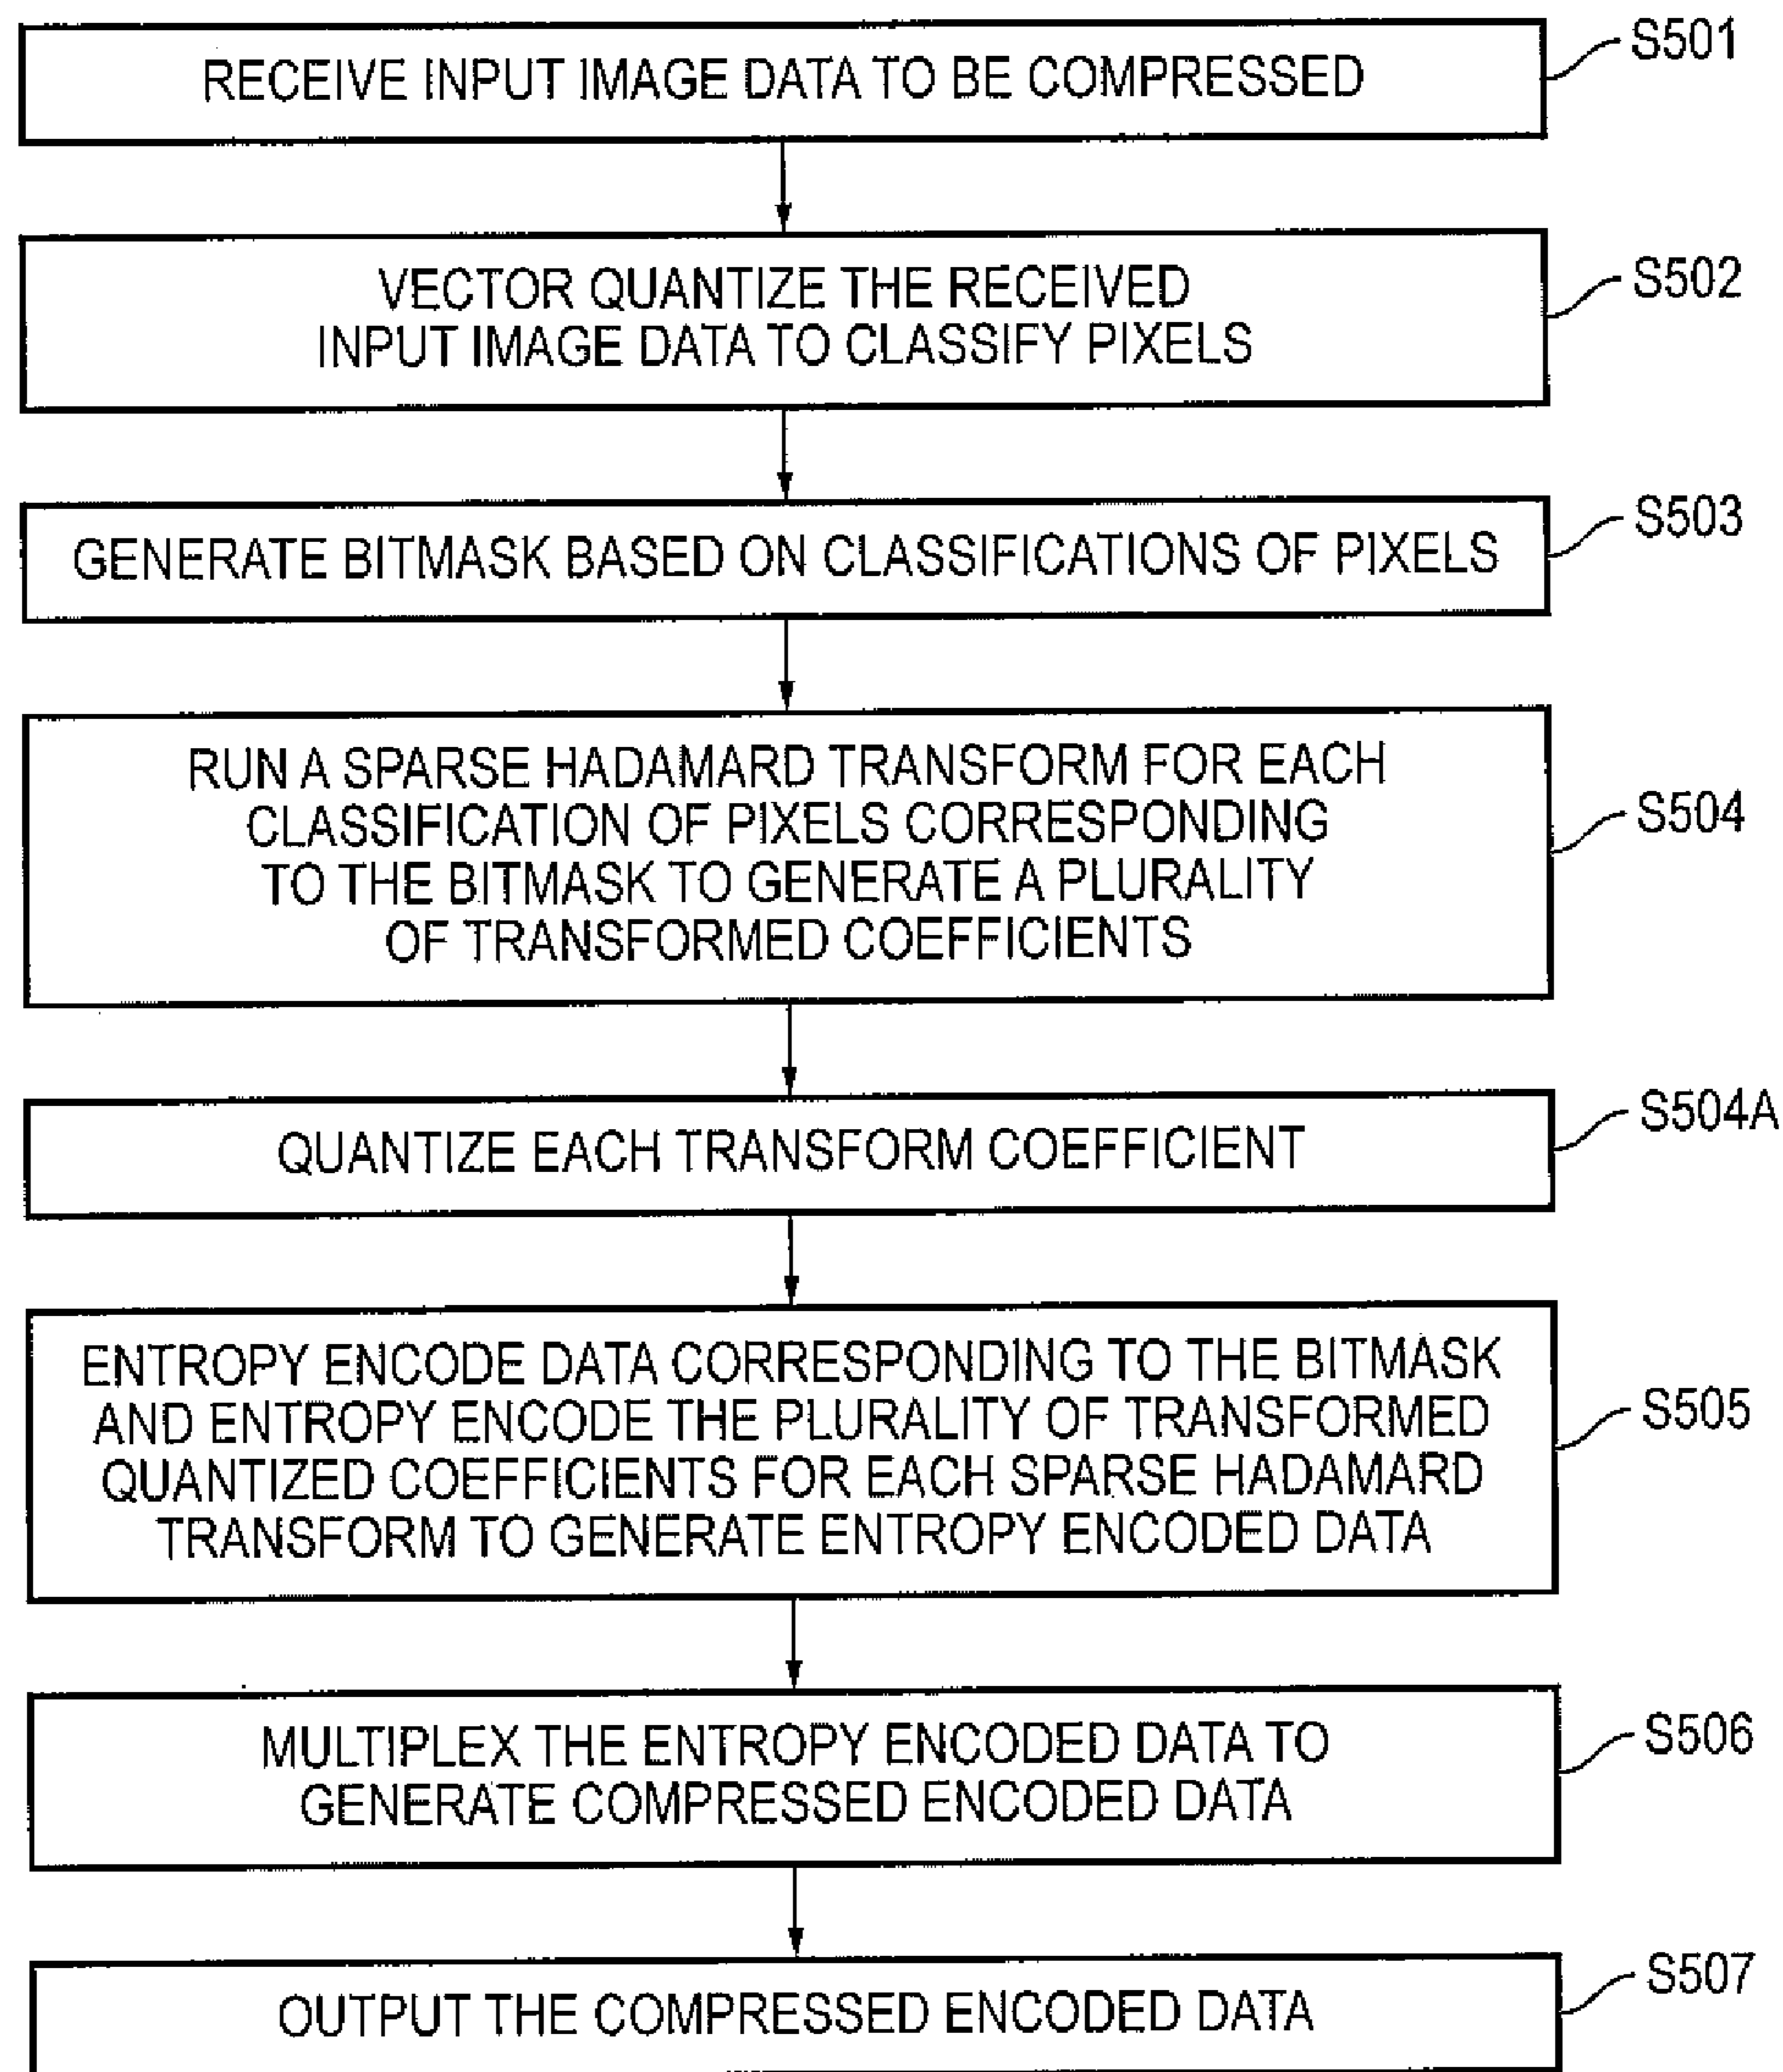 S501
RECEIVE INPUT IMAGE DATA TO BE COMPRESSED
S502
VECTOR QUANTIZE THE RECEIVED
INPUT IMAGE DATA TO CLASSIFY PIXELS
S503
GENERATE BITMASK BASED ON CLASSIFICATIONS OF PIXELS
S504
RUN A SPARSE HADAMARD TRANSFORM FOR EACH
CLASSIFICATION OF PIXELS CORRESPONDING
TO THE BITMASK TO GENERATE A PLURALITY
OF TRANSFORMED COEFFICIENTS
S504A
QUANTIZE EACH TRANSFORM COEFFICIENT
S505
ENTROPY ENCODE DATA CORRESPONDING TO THE BITMASK
AND ENTROPY ENCODE THE PLURALITY OF TRANSFORMED
QUANTIZED COEFFICIENTS FOR EACH SPARSE HADAMARD
TRANSFORM TO GENERATE ENTROPY ENCODED DATA
S506
MULTIPLEX THE ENTROPY ENCODED DATA TO
GENERATE COMPRESSED ENCODED DATA
S507
OUTPUT THE COMPRESSED ENCODED DATA